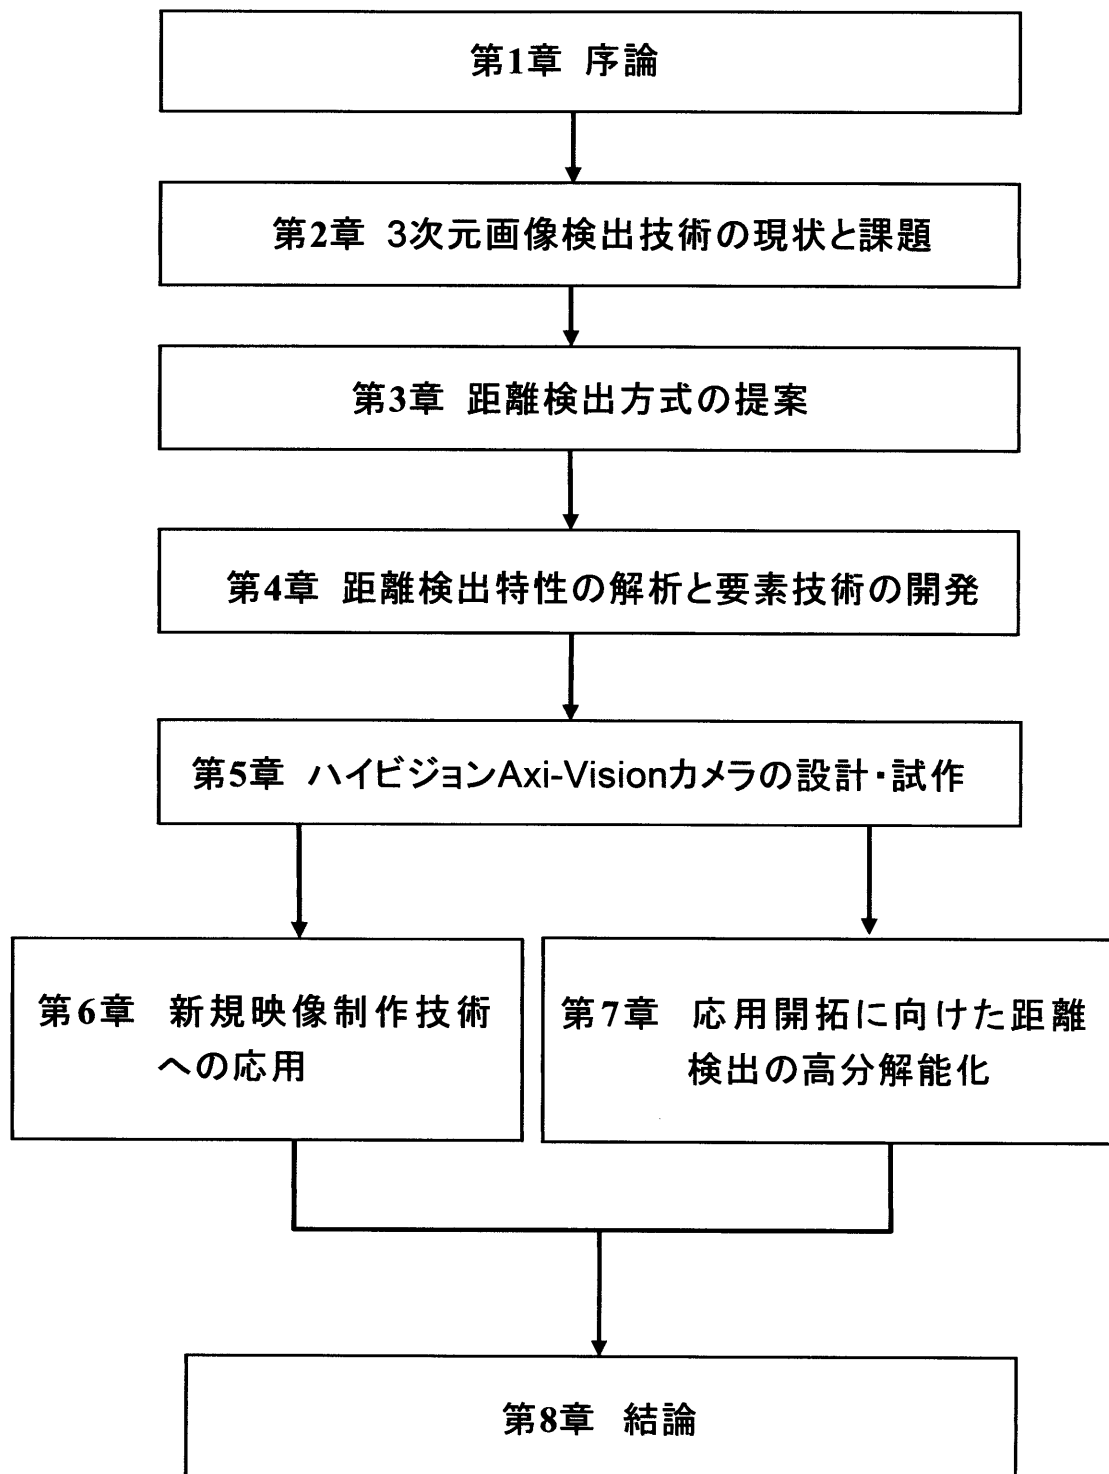 第1章 序論
第2章 3次元画像検出技術の現状と課題
第3章 距離検出方式の提案
第4章 距離検出特性の解析と要素技術の開発
第5章 ハイビジョンAxi-Visionカメラの設計・試作
第6章 新規映像制作技術
への応用
第7章 応用開拓に向けた距離
検出の高分解能化
第8章 結論